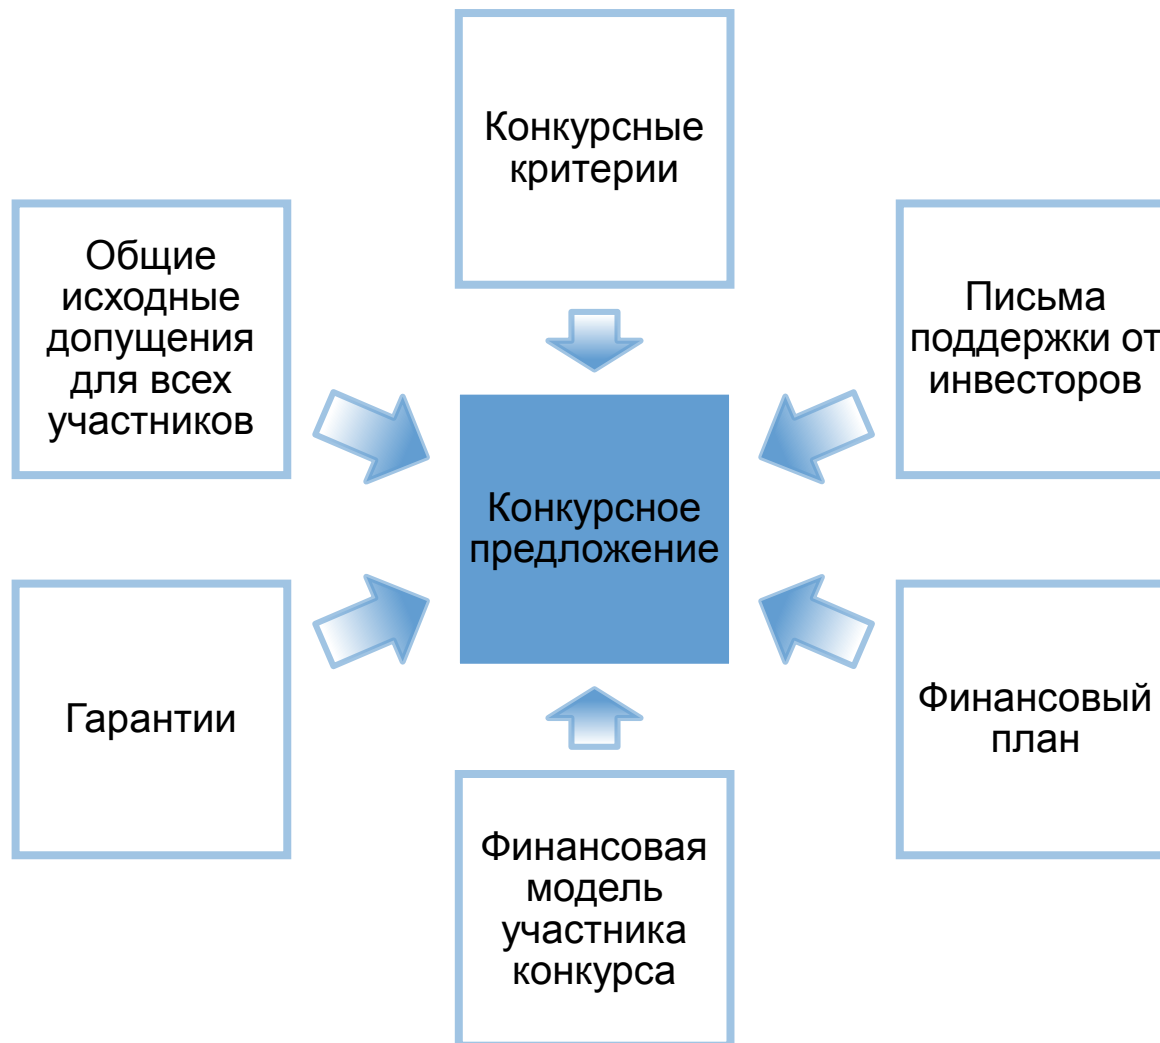 Конкурсные
критерии
Общие
исходные
допущения
для всех
участников
Письма
поддержки от
инвесторов
Конкурсное
предложение
Гарантии
Финансовый
план
Финансовая
модель
участника
конкурса